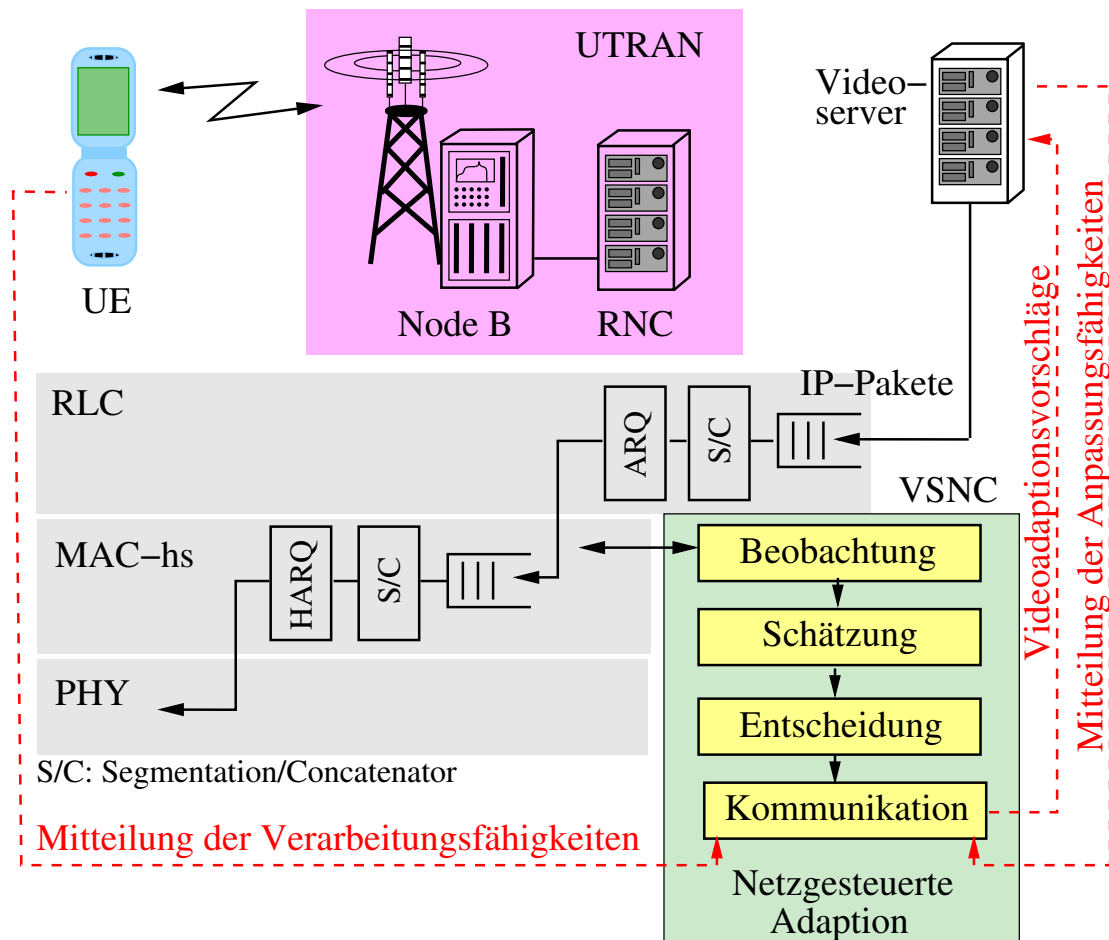 UTRAN
Video
server
UE
Node B
RNC
IP–Pakete
RLC
ARQ
S/C
VSNC
MAC–hs
HARQ
S/C
PHY
Beobachtung
Schätzung
Entscheidung
Kommunikation
Netzgesteuerte
Adaption
S/C: Segmentation/Concatenator
Mitteilung der Verarbeitungsfähigkeiten
Videoadaptionsvorschläge
Mitteilung der Anpassungsfähigkeiten